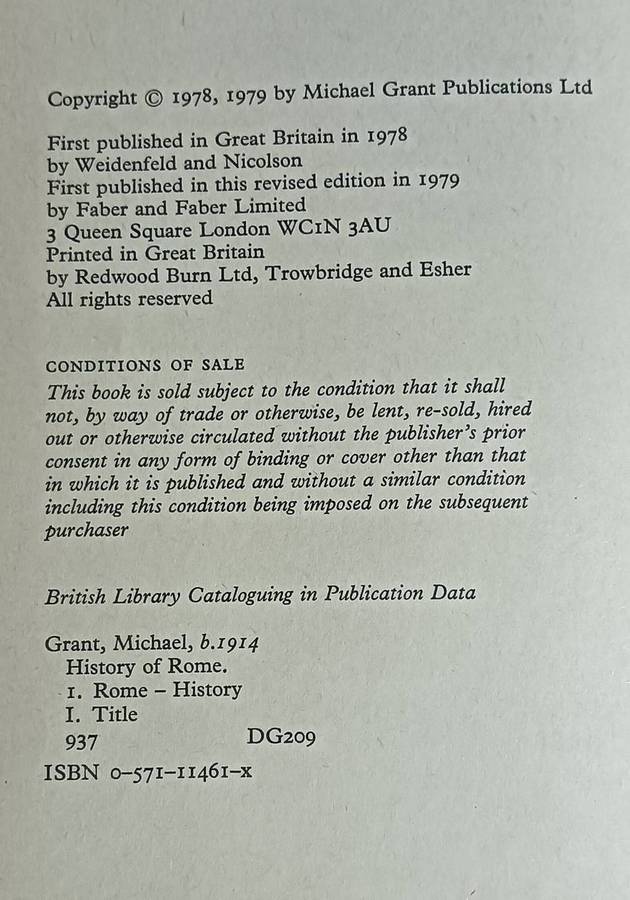 Copyright © 1978, 1979 by Michael Grant Publications Ltd
First published in Great Britain in 1978
by Weidenfeld and Nicolson
First published in this revised edition in 1979
by Faber and Faber Limited
3 Queen Square London WC1N 3AU
Printed in Great Britain
by Redwood Burn Ltd, Trowbridge and Esher
All rights reserved
CONDITIONS OF SALE
This book is sold subject to the condition that it shall
not, by way of trade or otherwise, be lent, re-sold, hired
out or otherwise circulated without the publisher's prior
consent in any form of binding or cover other than that
in which it is published and without a similar condition
including this condition being imposed on the subsequent
purchaser
British Library Cataloguing in Publication Data
Grant, Michael, b.1914
History of Rome.
1. Rome – History
I. Title
937 DG209
ISBN 0–571–11461–x